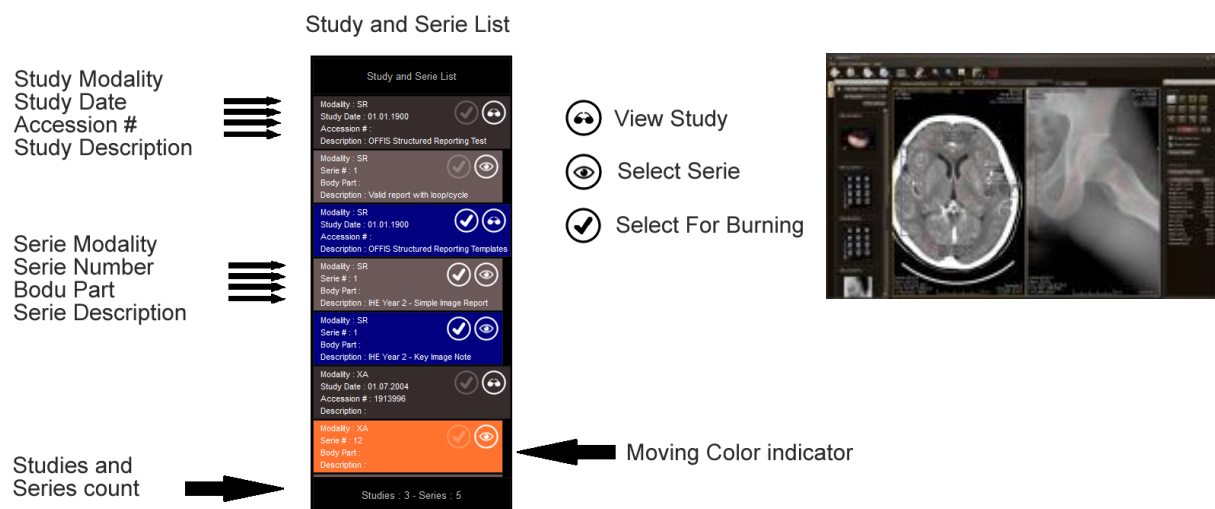 Study and Serie List
Study Modality
Study Date
Accession #
Study Description
Serie Modality
Serie Number
Bodu Part
Serie Description
Studies and
Series count
Study and Serie List
Modality : SR
Study Date : 01.01.1900
Accession # :
Description : OFFIS Structured Reporting Test
Modality : SR
Serie # : 1
Body Part :
Description : Valid report with loop/cycle
Modality : SR
Study Date : 01.01.1900
Accession # :
Description : OFFIS Structured Reporting Templates
Modality : SR
Serie # : 1
Body Part :
Description : IHE Year 2 - Simple Image Report
Modality : SR
Serie # : 1
Body Part :
Description : IHE Year 2 - Key Image Note
Modality : XA
Study Date : 01.07.2004
Accession # : 1913996
Description :
Modality : XA
Serie # : 12
Body Part :
Description :
Studies : 3 - Series : 5
View Study
Select Serie
Select For Burning
Moving Color indicator